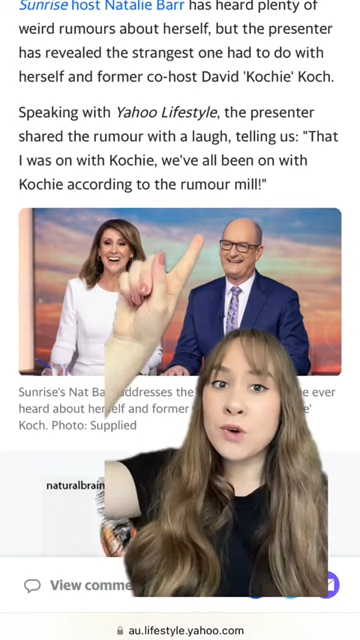 Sunrise host Natalie Barr has heard plenty of
weird rumours about herself, but the presenter
has revealed the strangest one had to do with
herself and former co-host David 'Kochie' Koch.
Speaking with Yahoo Lifestyle, the presenter
shared the rumour with a laugh, telling us: "That
I was on with Kochie, we've all been on with
Kochie according to the rumour mill!"
Sunrise's Nat Ba addresses the e ever
heard about her elf and former e'
Koch. Photo: Supplied
naturalbrain
View comme
au.lifestyle.yahoo.com